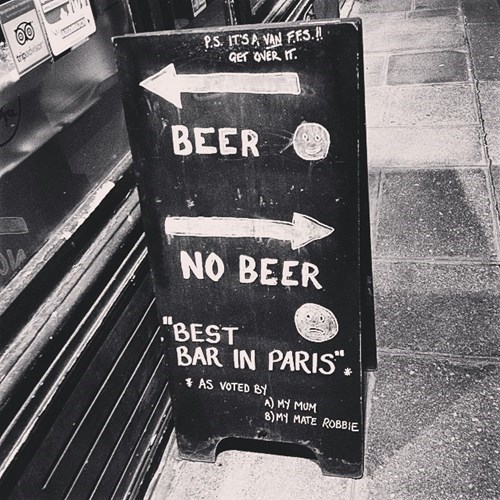 P.S. IT'S A VAN F.F.S.!!
GET OVER IT.
BEER
NO BEER
"BEST
BAR IN PARIS"*
* AS VOTED BY
A) MY MUM
B) MY MATE ROBBIE
tripadvisor